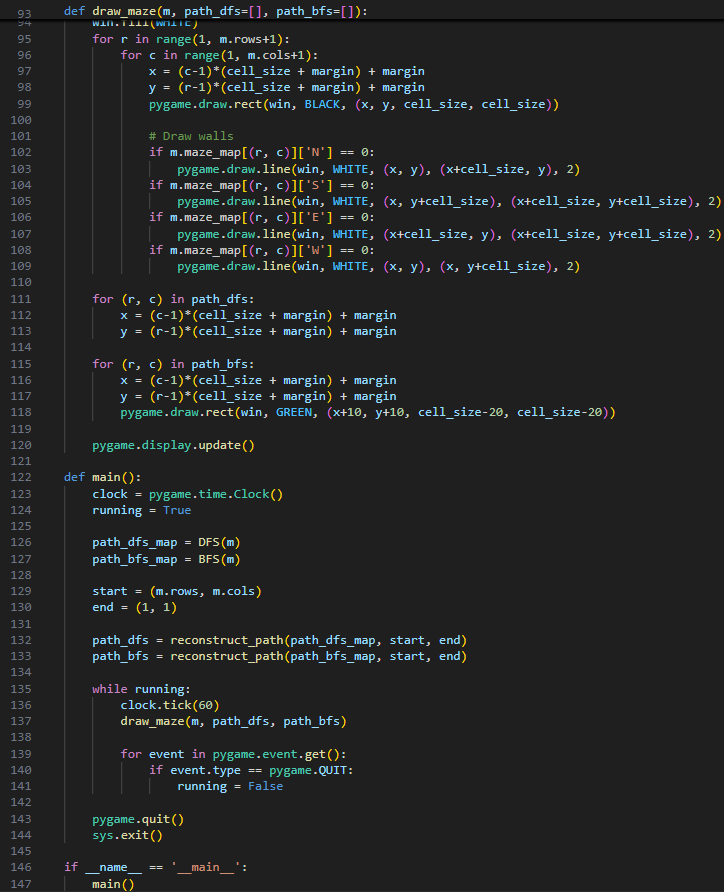 93 def draw_maze(m, path_dfs=[], path_bfs=[]):
94 win.fill(WHITE)
95 for r in range(1, m.rows+1):
96 for c in range(1, m.cols+1):
97 x = (c-1)*(cell_size + margin) + margin
98 y = (r-1)*(cell_size + margin) + margin
99 pygame.draw.rect(win, BLACK, (x, y, cell_size, cell_size))
100
101 # Draw walls
102 if m.maze_map[(r, c)]['N'] == 0:
103 pygame.draw.line(win, WHITE, (x, y), (x+cell_size, y), 2)
104 if m.maze_map[(r, c)]['S'] == 0:
105 pygame.draw.line(win, WHITE, (x, y+cell_size), (x+cell_size, y+cell_size), 2)
106 if m.maze_map[(r, c)]['E'] == 0:
107 pygame.draw.line(win, WHITE, (x+cell_size, y), (x+cell_size, y+cell_size), 2)
108 if m.maze_map[(r, c)]['W'] == 0:
109 pygame.draw.line(win, WHITE, (x, y), (x, y+cell_size), 2)
110
111 for (r, c) in path_dfs:
112 x = (c-1)*(cell_size + margin) + margin
113 y = (r-1)*(cell_size + margin) + margin
114
115 for (r, c) in path_bfs:
116 x = (c-1)*(cell_size + margin) + margin
117 y = (r-1)*(cell_size + margin) + margin
118 pygame.draw.rect(win, GREEN, (x+10, y+10, cell_size-20, cell_size-20))
119
120 pygame.display.update()
121
122 def main():
123 clock = pygame.time.Clock()
124 running = True
125
126 path_dfs_map = DFS(m)
127 path_bfs_map = BFS(m)
128
129 start = (m.rows, m.cols)
130 end = (1, 1)
131
132 path_dfs = reconstruct_path(path_dfs_map, start, end)
133 path_bfs = reconstruct_path(path_bfs_map, start, end)
134
135 while running:
136 clock.tick(60)
137 draw_maze(m, path_dfs, path_bfs)
138
139 for event in pygame.event.get():
140 if event.type == pygame.QUIT:
141 running = False
142
143 pygame.quit()
144 sys.exit()
145
146 if __name__ == '__main__':
147 main()